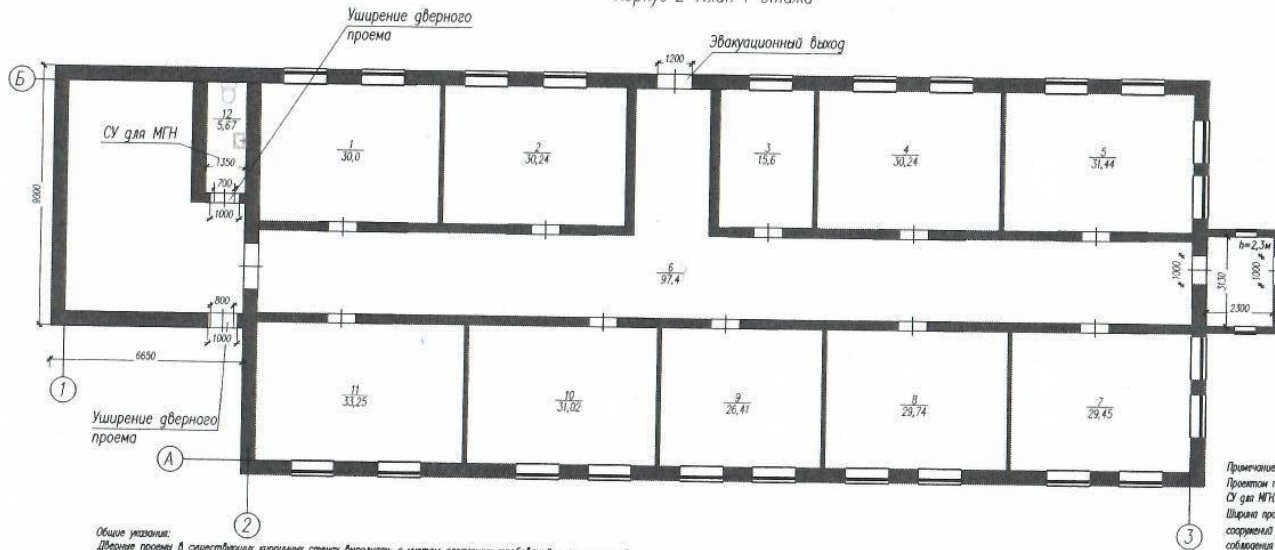 Корпус 2 План 1 этажа
Уширение дверного
проема
Эвакуационный выход
1200
Б
12
5,67
СУ для МГН
1350
700
1000
1
30,0
2
30,24
3
15,6
4
30,24
5
31,44
9000
6
97,4
1000
3130
h=2,3м
1000
2300
800
1000
6650
1
Уширение дверного
проема
11
33,25
10
31,02
9
26,41
8
29,74
7
29,45
А
2
3
Примечание
Проектом
СУ для МГН
Ширина
сооружений
соблюдения
Общие указания:
Дверные проемы в существующих кирпичных стенах выполнять с учетом